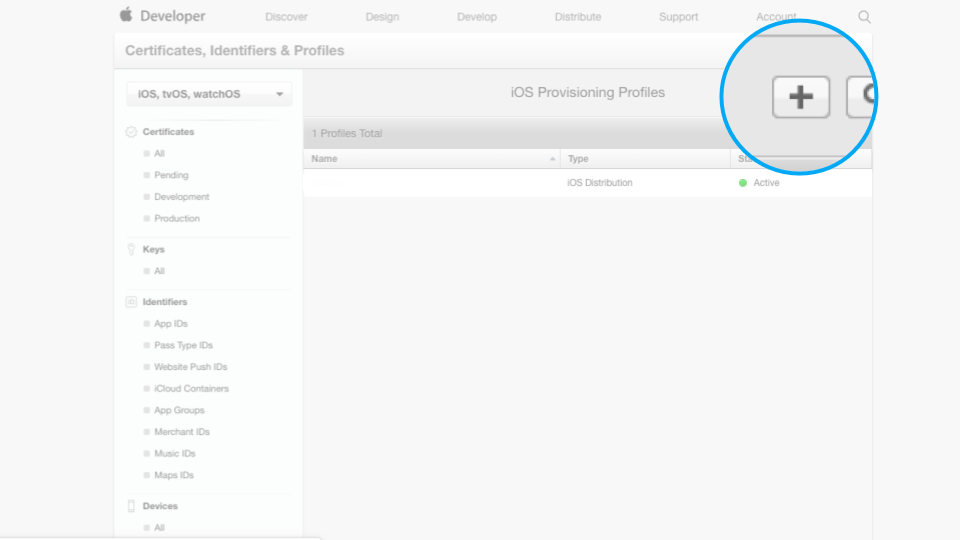 Developer
Discover
Design
Develop
Distribute
Support
Account
Certificates, Identifiers & Profiles
iOS, tvOS, watchOS
iOS Provisioning Profiles
1 Profiles Total
Name
Type
Certificates
All
Pending
Development
Production
iOS Distribution
Active
Keys
All
Identifiers
App IDs
Pass Type IDs
Website Push IDs
iCloud Containers
App Groups
Merchant IDs
Music IDs
Maps IDs
Devices
All